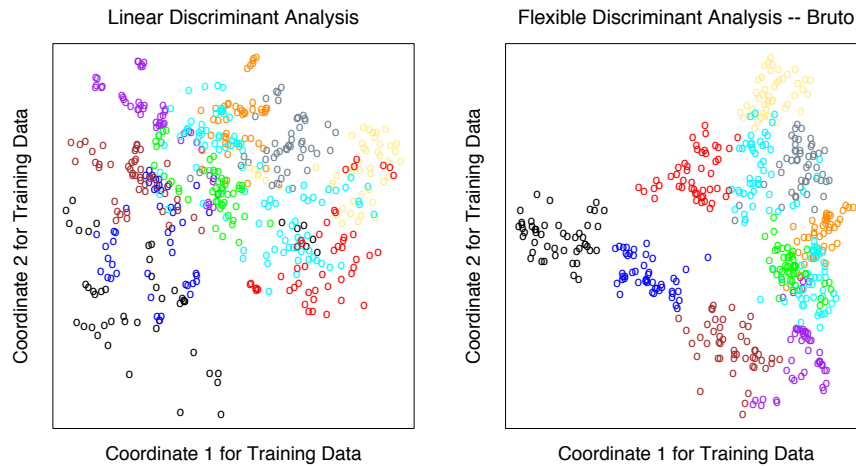 Linear Discriminant Analysis
Coordinate 2 for Training Data
Coordinate 1 for Training Data
Flexible Discriminant Analysis -- Bruto
Coordinate 2 for Training Data
Coordinate 1 for Training Data